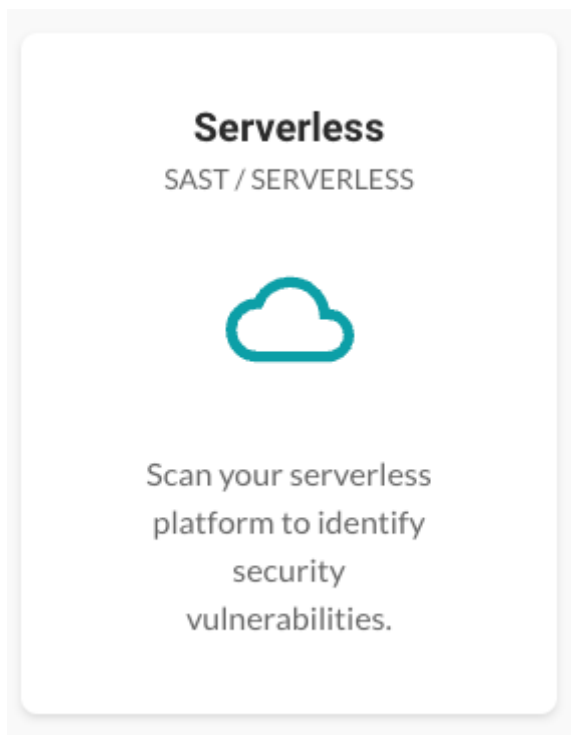 Serverless
SAST / SERVERLESS
Scan your serverless
platform to identify
security
vulnerabilities.